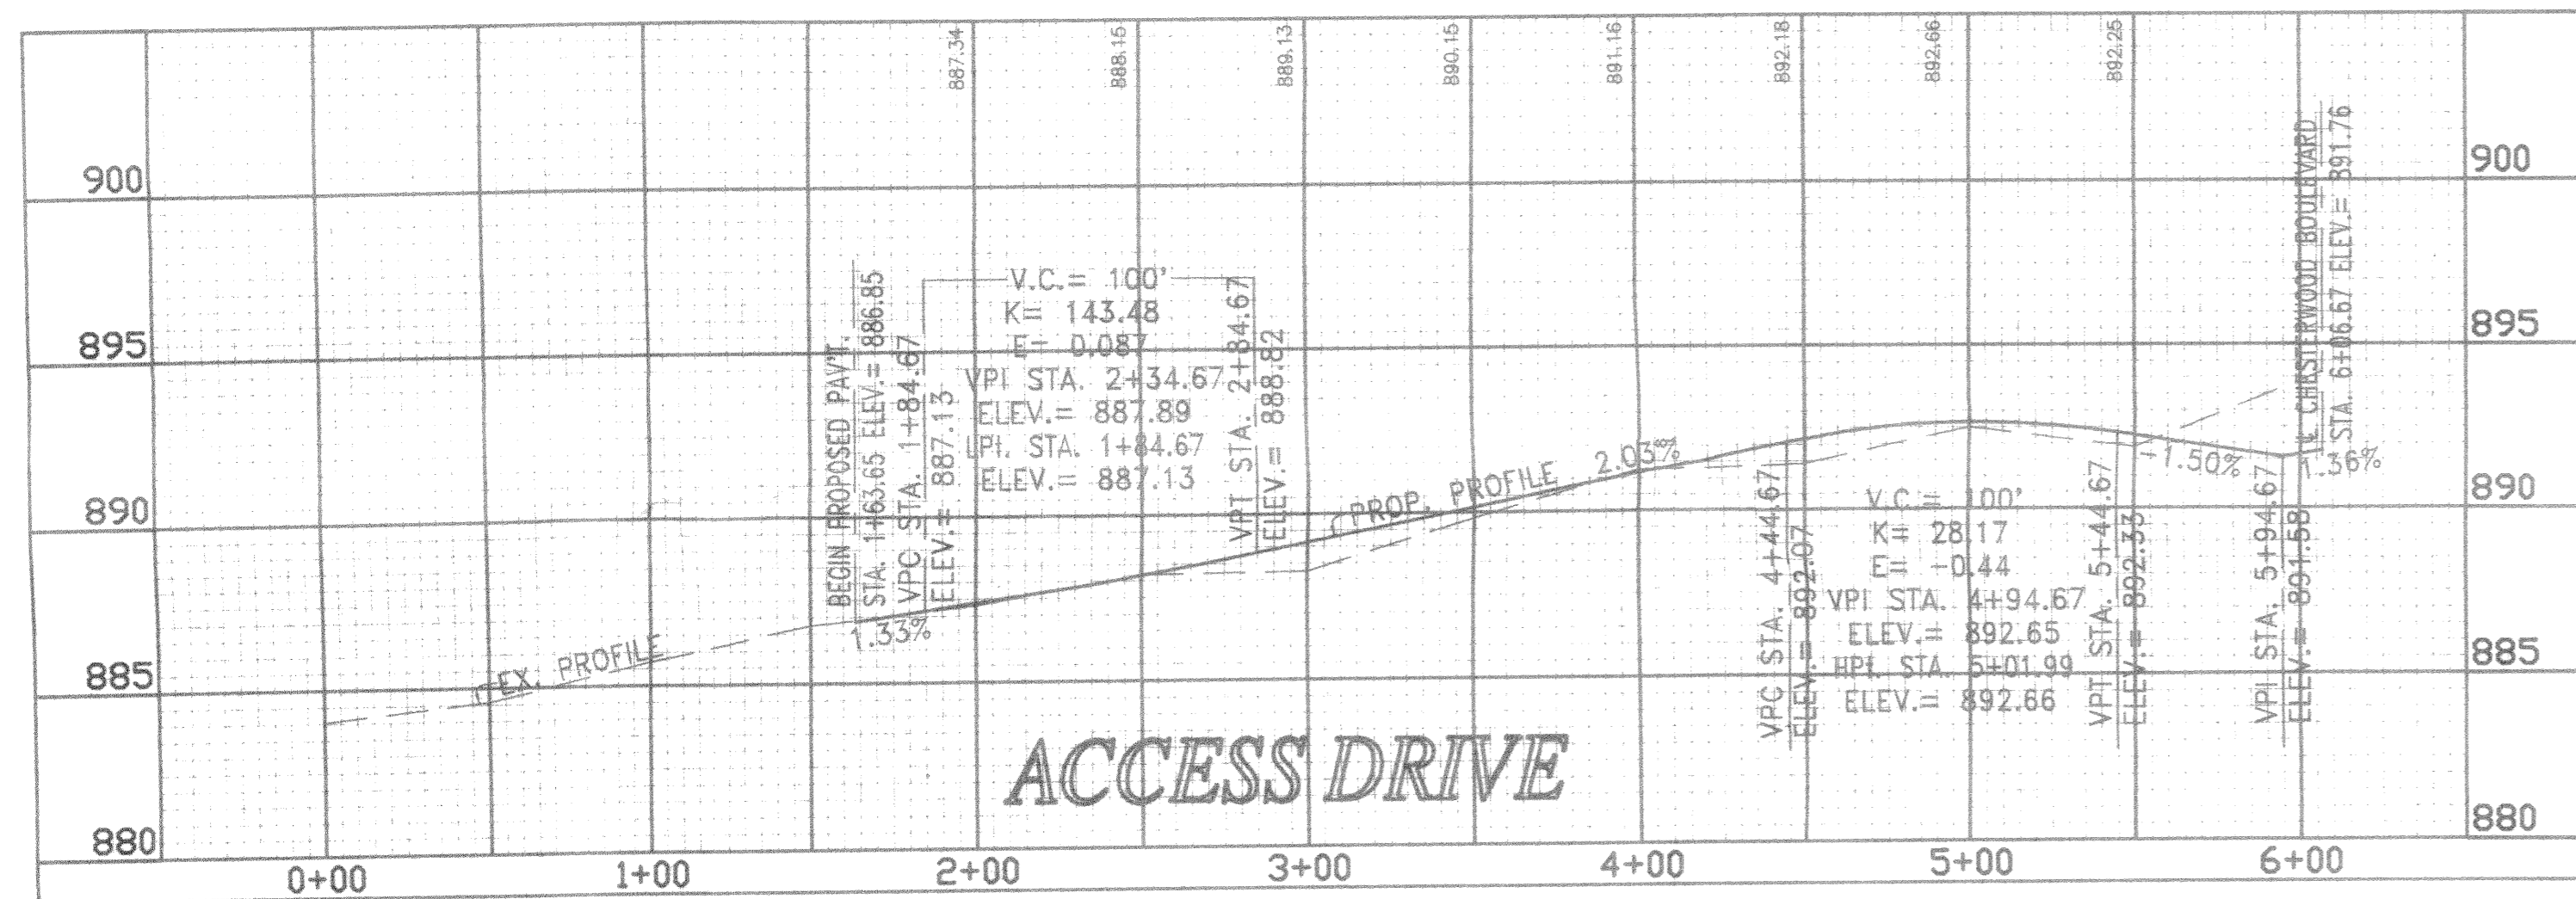 887.34
888.15
889.13
890.15
891.16
892.18
892.66
892.25
900
895
890
885
880
BEGIN PROPOSED PAV'T.
STA. 1+63.65 ELEV.= 886.85
VPC STA. 1+84.67
ELEV.= 887.13
V.C.= 100'
K= 143.48
E= 0.087
VPI STA. 2+34.67
ELEV.= 887.89
LPt. STA. 1+84.67
ELEV.= 887.13
VPT STA. 2+84.67
ELEV.= 888.82
EX. PROFILE
1.33%
PROP. PROFILE
2.03%
VPC STA. 4+44.67
ELEV.= 892.07
V.C.= 100'
K= 28.17
E= -0.44
VPI STA. 4+94.67
ELEV.= 892.65
HPt. STA 5+01.99
ELEV.= 892.66
VPT STA. 5+44.67
ELEV.= 892.33
-1.50%
VPI STA. 5+94.67
ELEV.= 891.58
1.36%
BOULEVARD
STA. 6+06.67 ELEV.= 891.76
900
895
890
885
880
ACCESS DRIVE
0+00
1+00
2+00
3+00
4+00
5+00
6+00